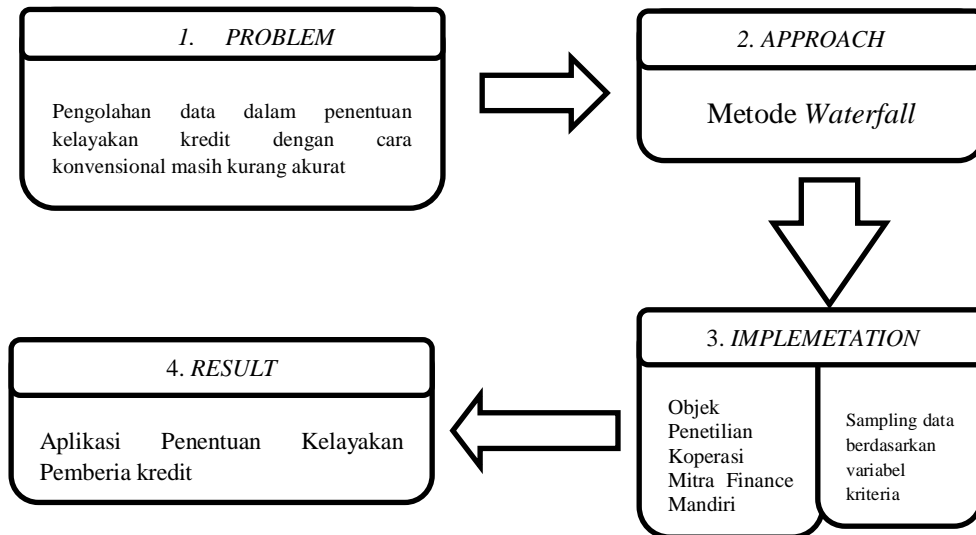 1. PROBLEM
Pengolahan data dalam penentuan
kelayakan kredit dengan cara
konvensional masih kurang akurat
2. APPROACH
Metode Waterfall
3. IMPLEMETATION
Objek
Penetilian
Koperasi
Mitra Finance
Mandiri
Sampling data
berdasarkan
variabel
kriteria
4. RESULT
Aplikasi Penentuan Kelayakan
Pemberia kredit